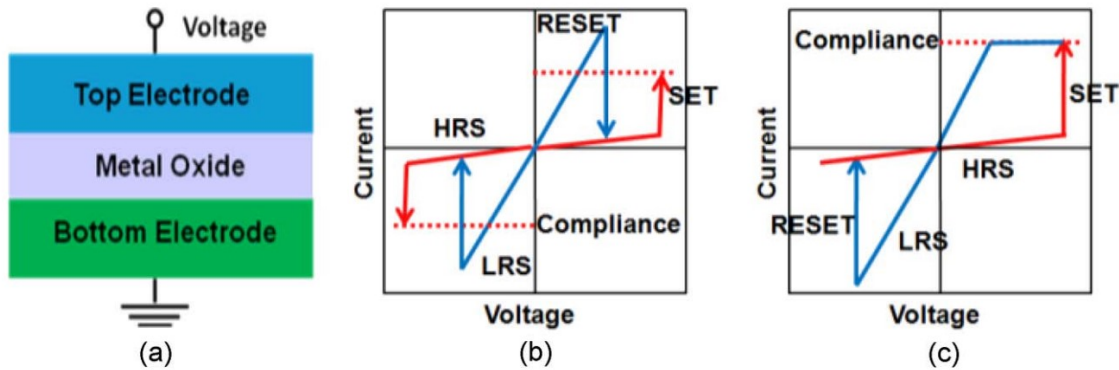 Voltage
Top Electrode
Metal Oxide
Bottom Electrode
(a)
RESET
SET
HRS
Current
Compliance
LRS
Voltage
(b)
Compliance
SET
Current
HRS
RESET
LRS
Voltage
(c)